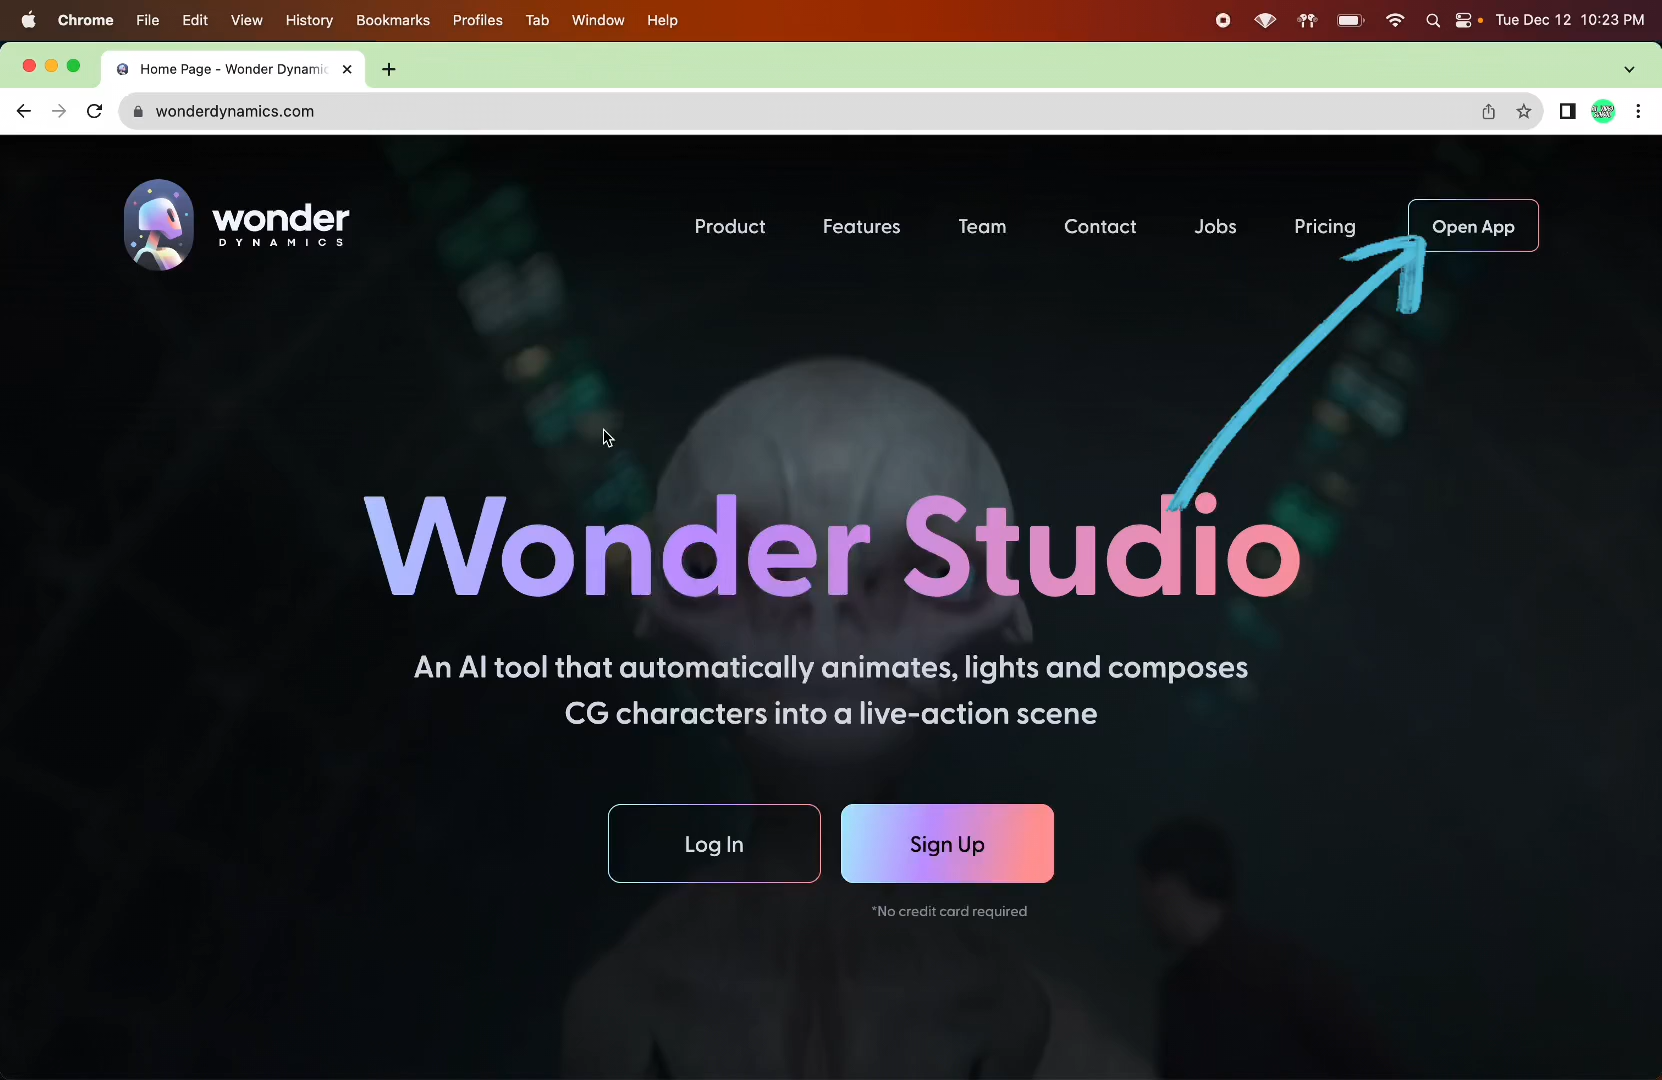 Chrome File Edit View History Bookmarks Profiles Tab Window Help Tue Dec 12 10:23 PM
Home Page - Wonder Dynamic
wonderdynamics.com
wonder
DYNAMICS
Product Features Team Contact Jobs Pricing Open App
Wonder Studio
An AI tool that automatically animates, lights and composes
CG characters into a live-action scene
Log In Sign Up
*No credit card required